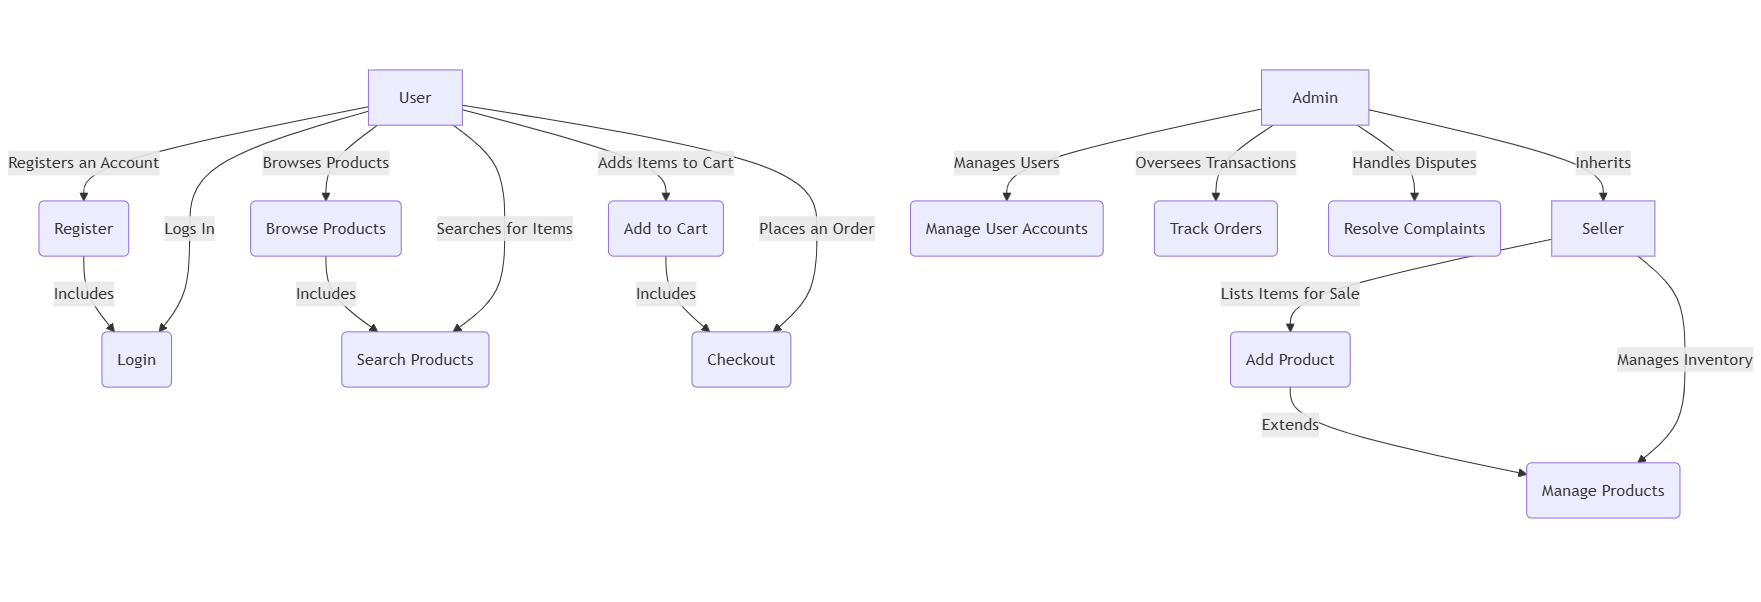 User
Admin
Registers an Account
Browses Products
Adds Items to Cart
Manages Users
Oversees Transactions
Handles Disputes
Inherits
Register
Logs In
Browse Products
Searches for Items
Add to Cart
Places an Order
Manage User Accounts
Track Orders
Resolve Complaints
Seller
Includes
Includes
Includes
Lists Items for Sale
Login
Search Products
Checkout
Add Product
Manages Inventory
Extends
Manage Products